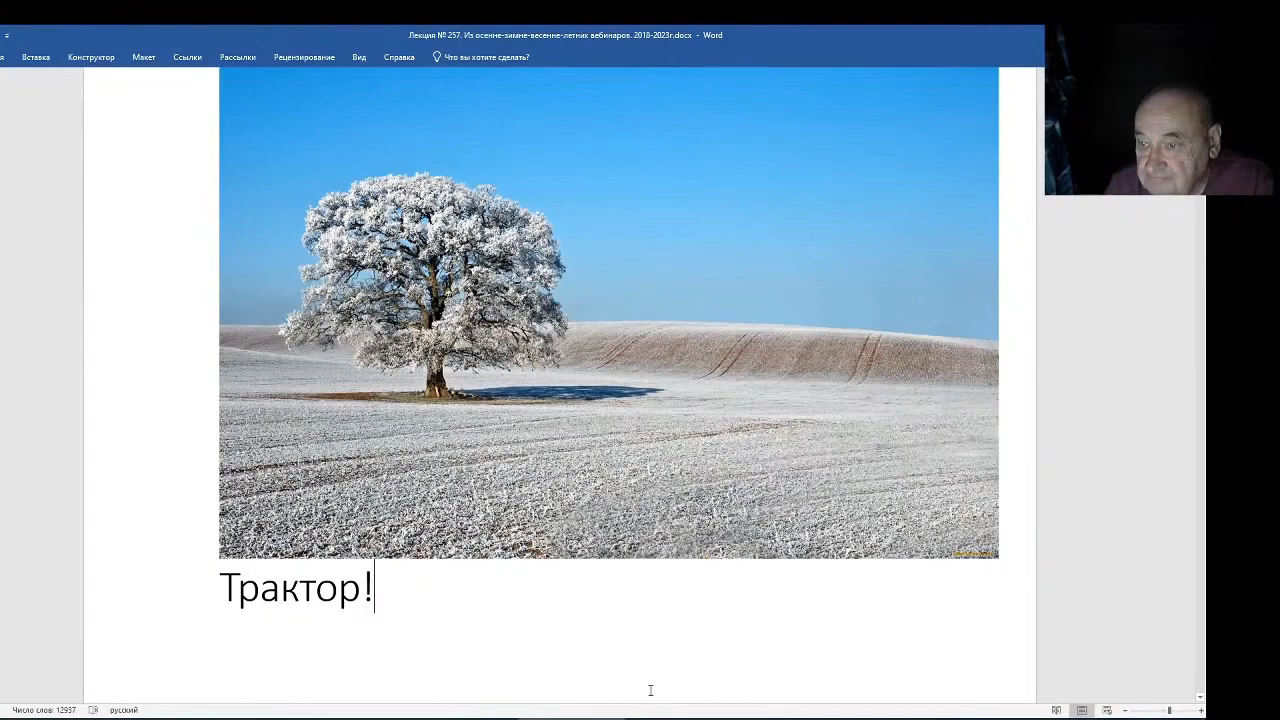 Лекция № 257. Из осенне-зимне-весенне-летних вебинаров. 2018-2023г.docx - Word
я Вставка Конструктор Макет Ссылки Рассылки Рецензирование Вид Справка Что вы хотите сделать?
Трактор!
Число слов: 12937 русский